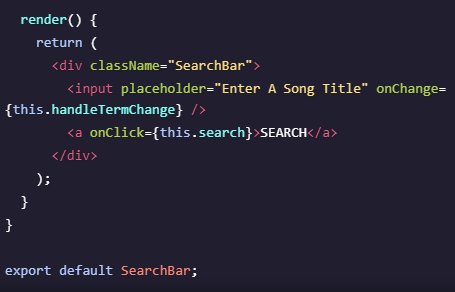 render() {
    return (
      <div className="SearchBar">
        <input placeholder="Enter A Song Title" onChange=
{this.handleTermChange} />
        <a onClick={this.search}>SEARCH</a>
      </div>
    );
  }
}

export default SearchBar;